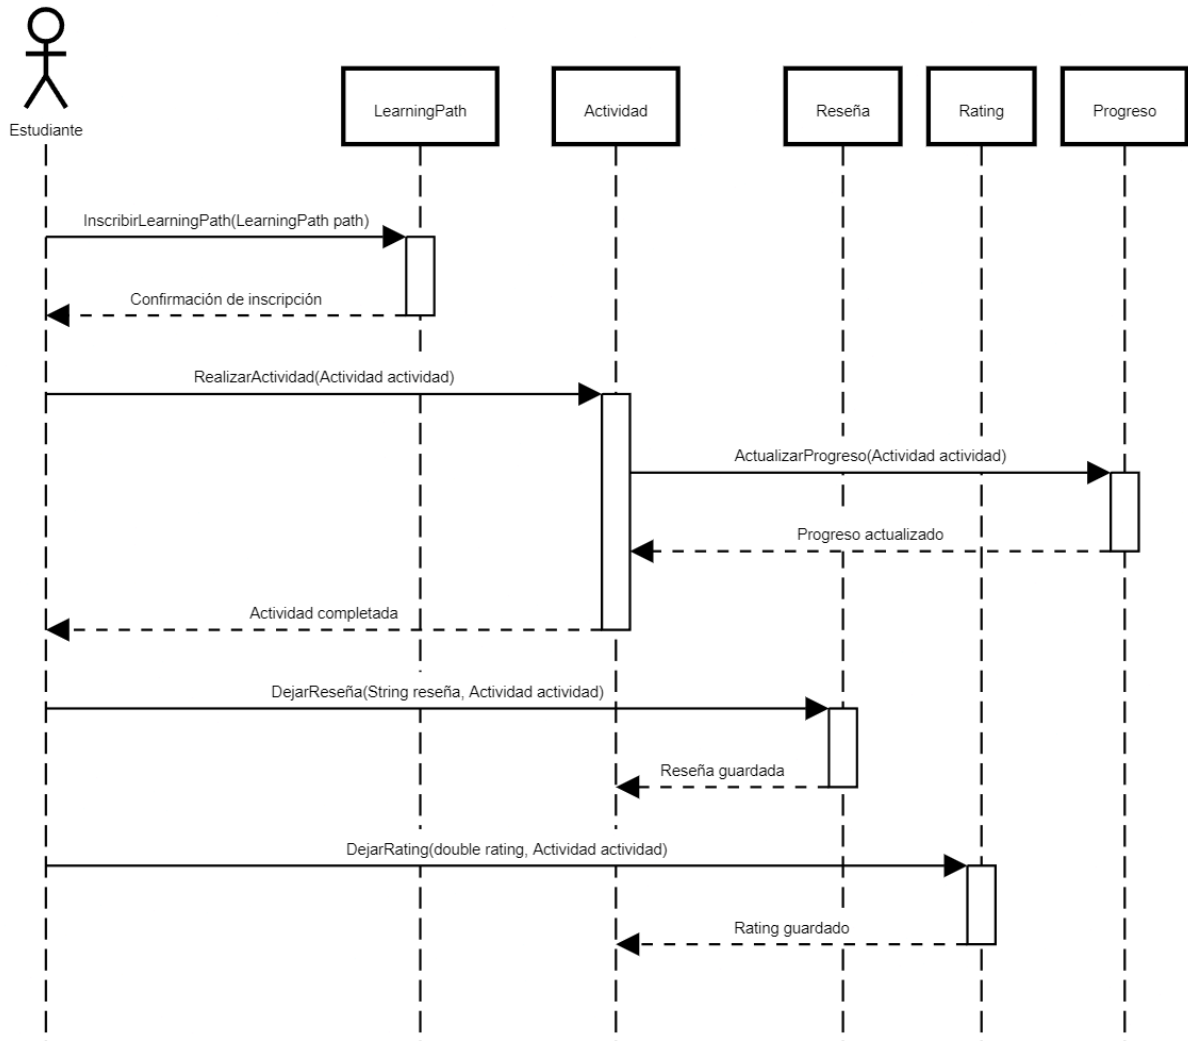 Estudiante
LearningPath
Actividad
Reseña
Rating
Progreso
InscribirLearningPath(LearningPath path)
Confirmación de inscripción
RealizarActividad(Actividad actividad)
ActualizarProgreso(Actividad actividad)
Progreso actualizado
Actividad completada
DejarReseña(String reseña, Actividad actividad)
Reseña guardada
DejarRating(double rating, Actividad actividad)
Rating guardado